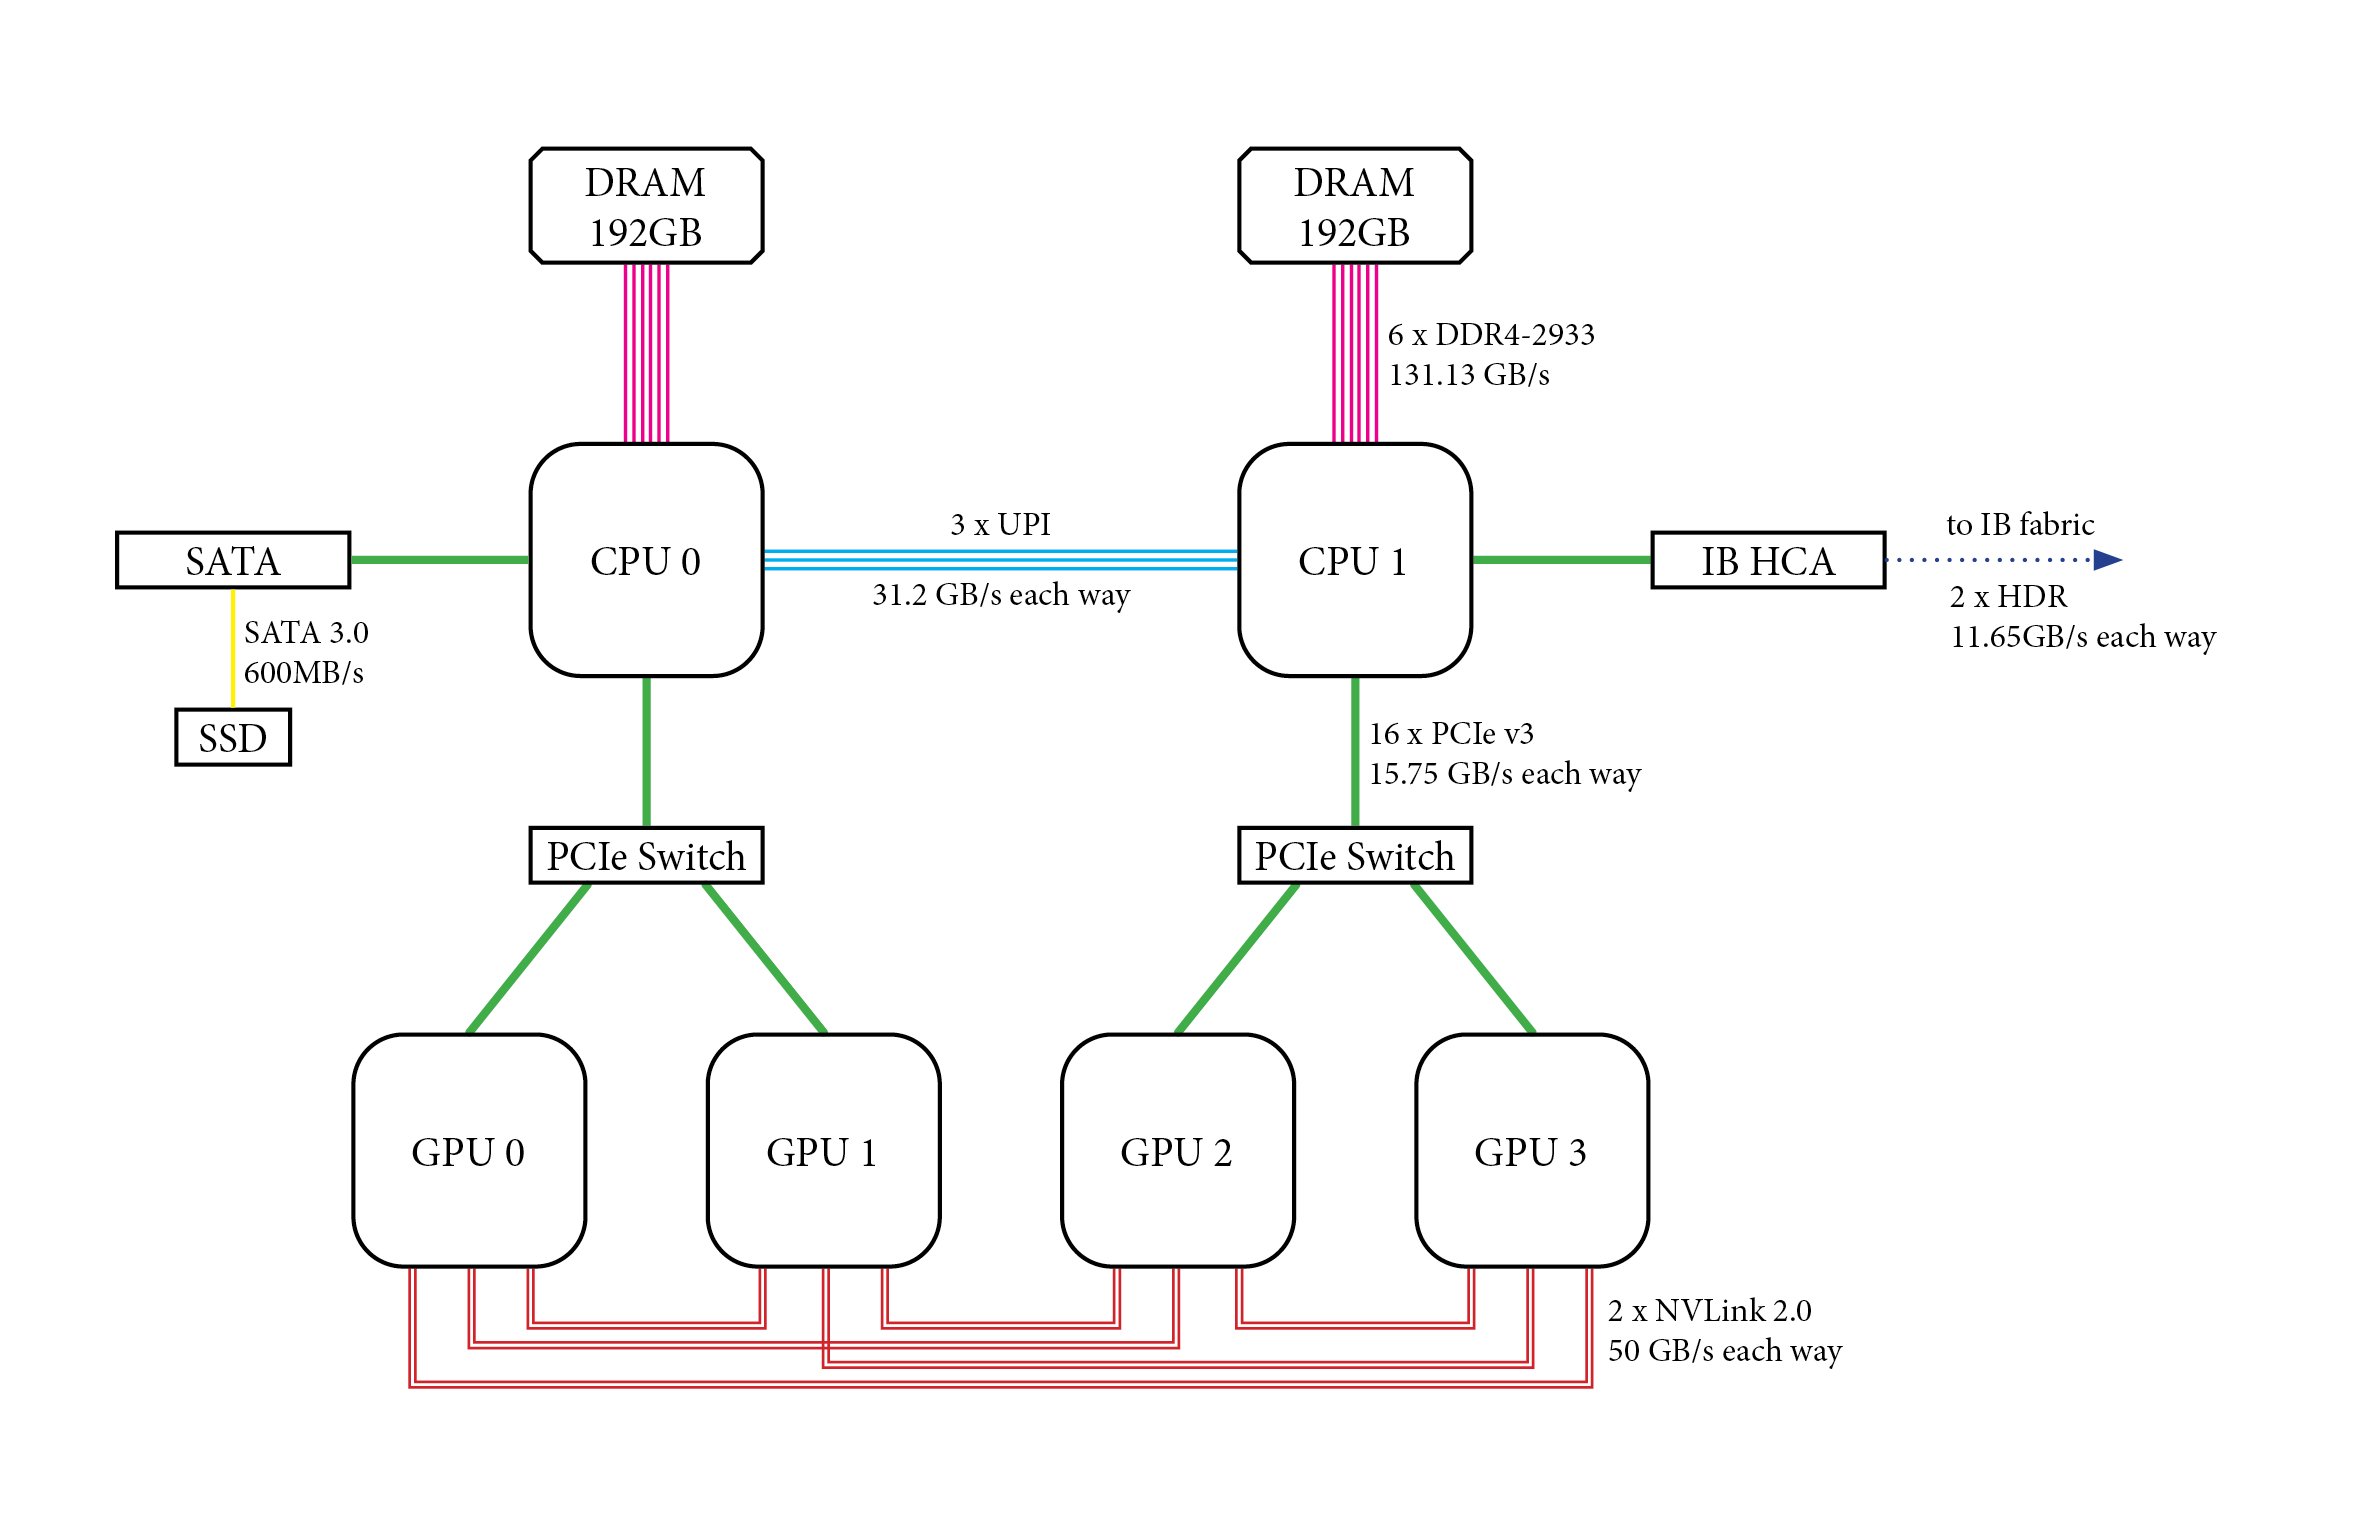 DRAM
192GB
DRAM
192GB
6 x DDR4-2933
131.13 GB/s
SATA
CPU 0
3 x UPI
31.2 GB/s each way
CPU 1
IB HCA
to IB fabric
2 x HDR
11.65GB/s each way
SATA 3.0
600MB/s
SSD
16 x PCIe v3
15.75 GB/s each way
PCIe Switch
PCIe Switch
GPU 0
GPU 1
GPU 2
GPU 3
2 x NVLink 2.0
50 GB/s each way